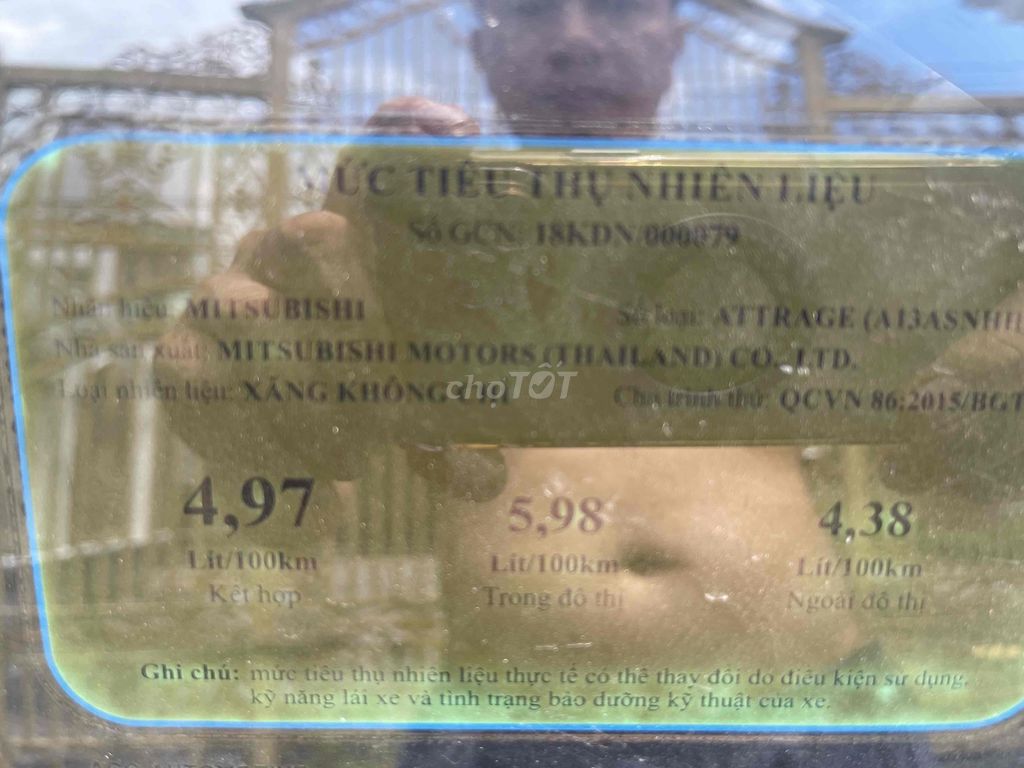 MỨC TIÊU THỤ NHIÊN LIỆU
Số GCN: 18KDN/000079
Nhãn hiệu: MITSUBISHI
Số loại: ATTRAGE (A13ASNHH
Nhà sản xuất: MITSUBISHI MOTORS (THAILAND) CO., LTD.
Loại nhiên liệu: XĂNG KHÔNG
Chu trình thử: QCVN 86:2015/BGT
choTỐT
4,97
5,98
4,38
Lít/100km
Lít/100km
Lít/100km
Kết hợp
Trong đô thị
Ngoài đô thị
Ghi chú: mức tiêu thụ nhiên liệu thực tế có thể thay đổi do điều kiện sử dụng,
kỹ năng lái xe và tình trạng bảo dưỡng kỹ thuật của xe.